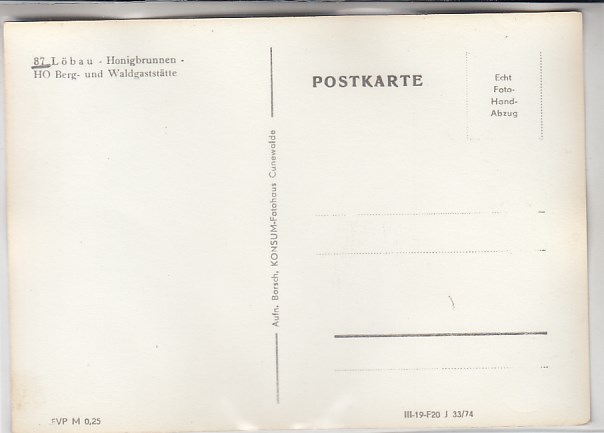 87 Löbau - Honigbrunnen -
HO Berg- und Waldgaststätte
POSTKARTE
Echt
Foto-
Hand-
Abzug
Aufn. Borsch, KONSUM-Fotohaus Cunewalde
EVP M 0,25
III-19-F20 J 33/74